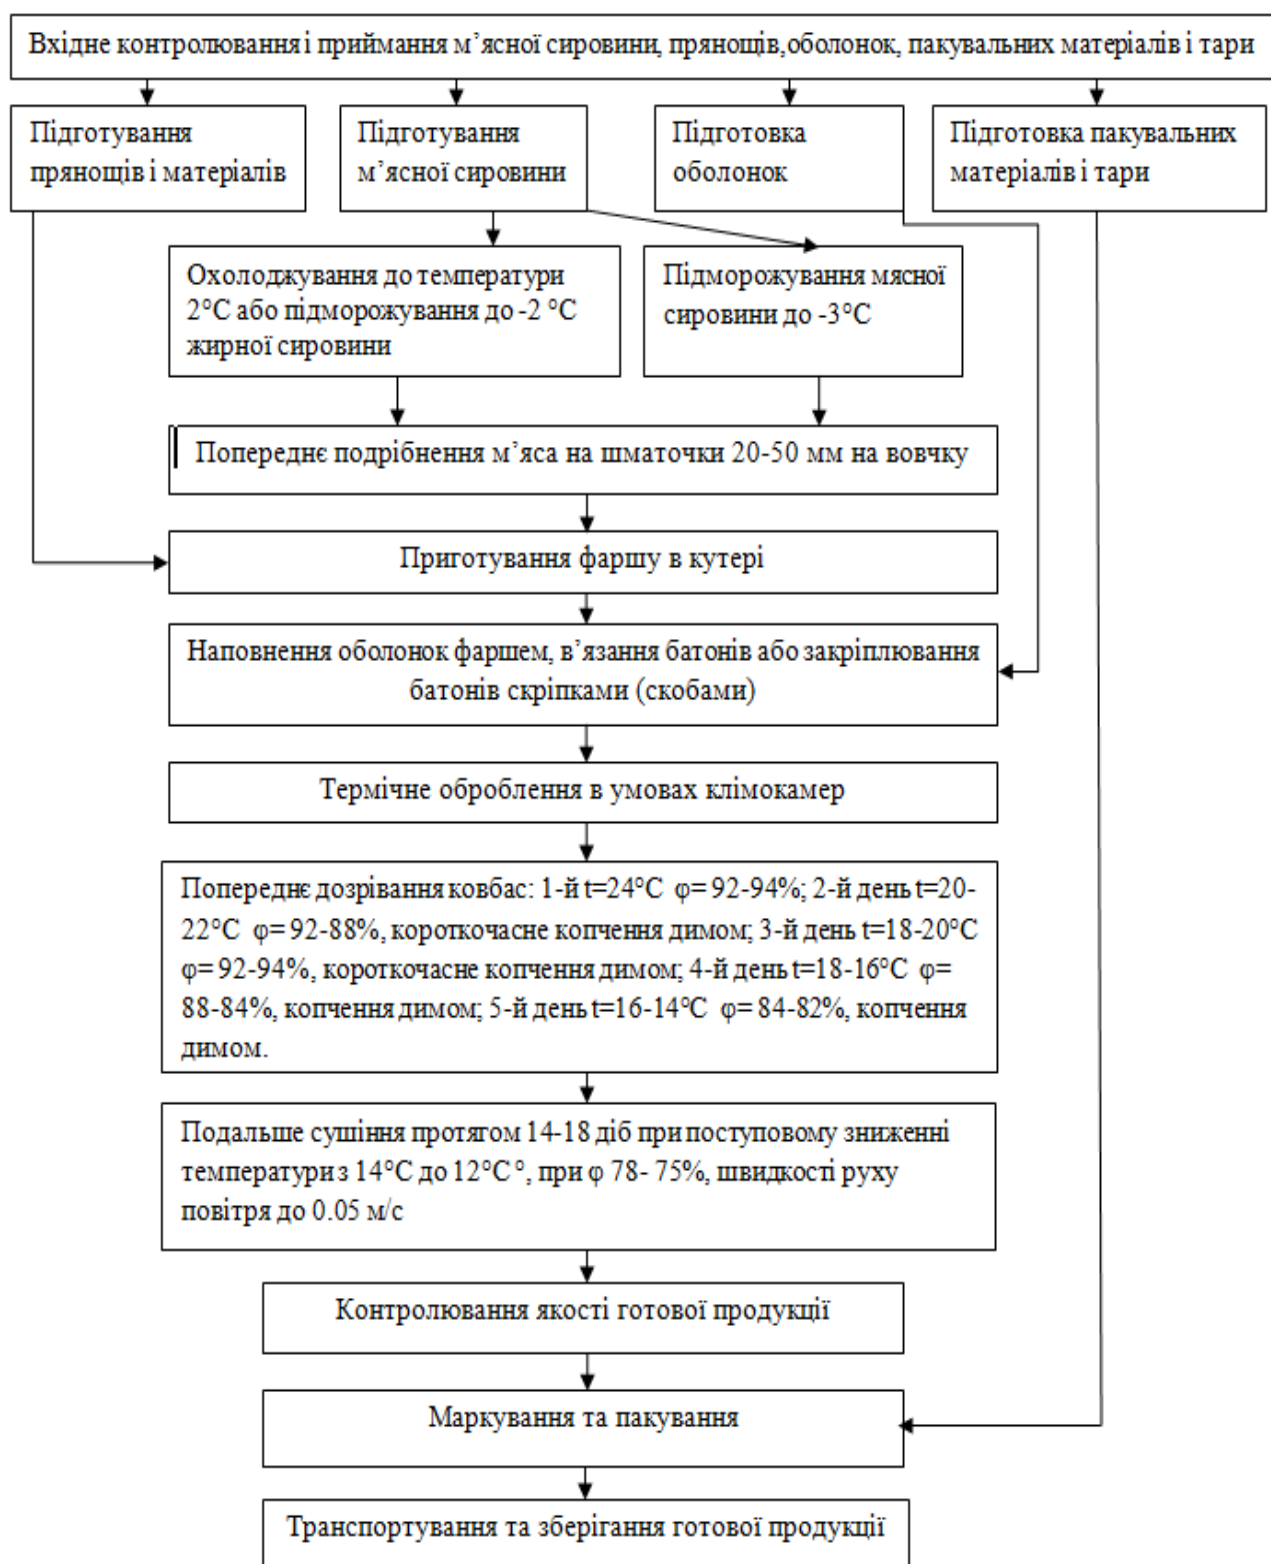 Вхідне контролювання і приймання м’ясної сировини, прянощів,оболонок, пакувальних матеріалів і тари
Підготування
прянощів і матеріалів
Підготування
м’ясної сировини
Підготовка
оболонок
Підготовка пакувальних
матеріалів і тари
Охолоджування до температури
2°С або підморожування до -2 °С
жирної сировини
Підморожування мясної
сировини до -3°С
Попереднє подрібнення м’яса на шматочки 20-50 мм на вовчку
Приготування фаршу в кутері
Наповнення оболонок фаршем, в’язання батонів або закріплювання
батонів скріпками (скобами)
Термічне оброблення в умовах клімокамер
Попереднє дозрівання ковбас: 1-й t=24°С φ= 92-94%; 2-й день t=20-
22°С φ= 92-88%, короткочасне копчення димом; 3-й день t=18-20°С
φ= 92-94%, короткочасне копчення димом; 4-й день t=18-16°С φ=
88-84%, копчення димом; 5-й день t=16-14°С φ= 84-82%, копчення
димом.
Подальше сушіння протягом 14-18 діб при поступовому зниженні
температури з 14°С до 12°С °, при φ 78- 75%, швидкості руху
повітря до 0.05 м/с
Контролювання якості готової продукції
Маркування та пакування
Транспортування та зберігання готової продукції